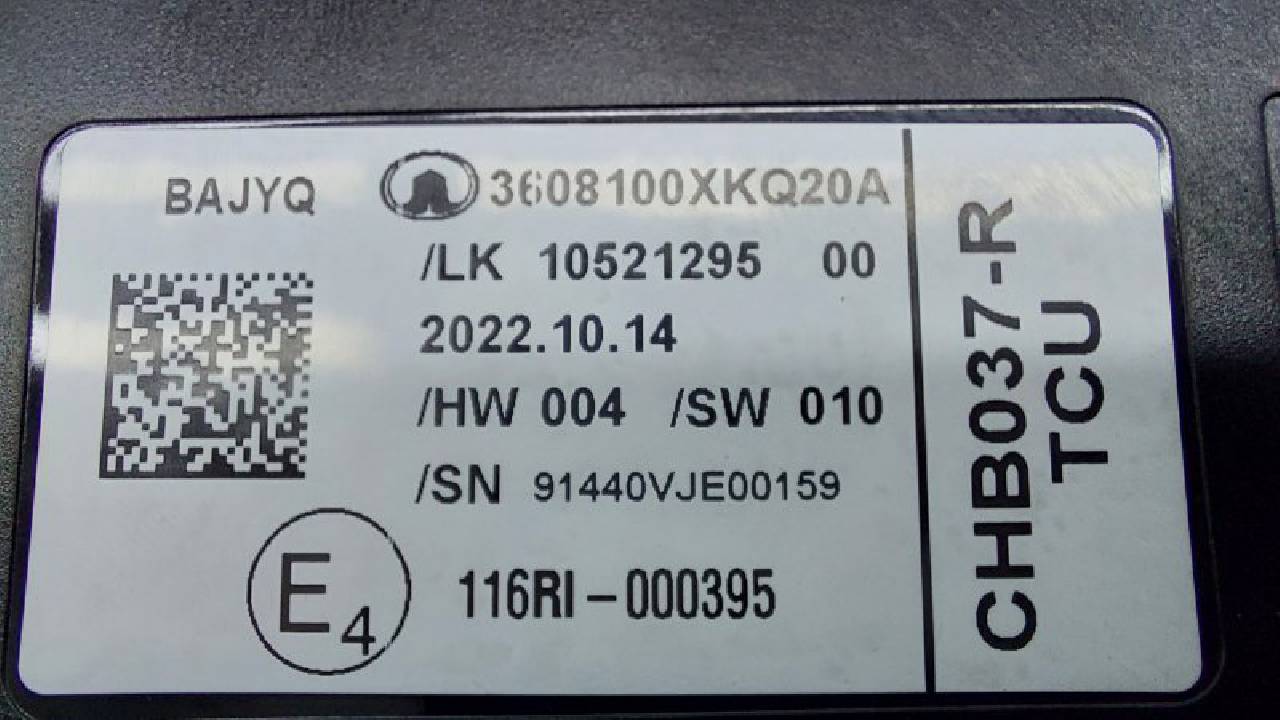 BAJYQ 3608100XKQ20A
/LK 10521295 00
2022.10.14
/HW 004 /SW 010
/SN 91440VJE00159
E4 116RI-000395
CHB037-R
TCU